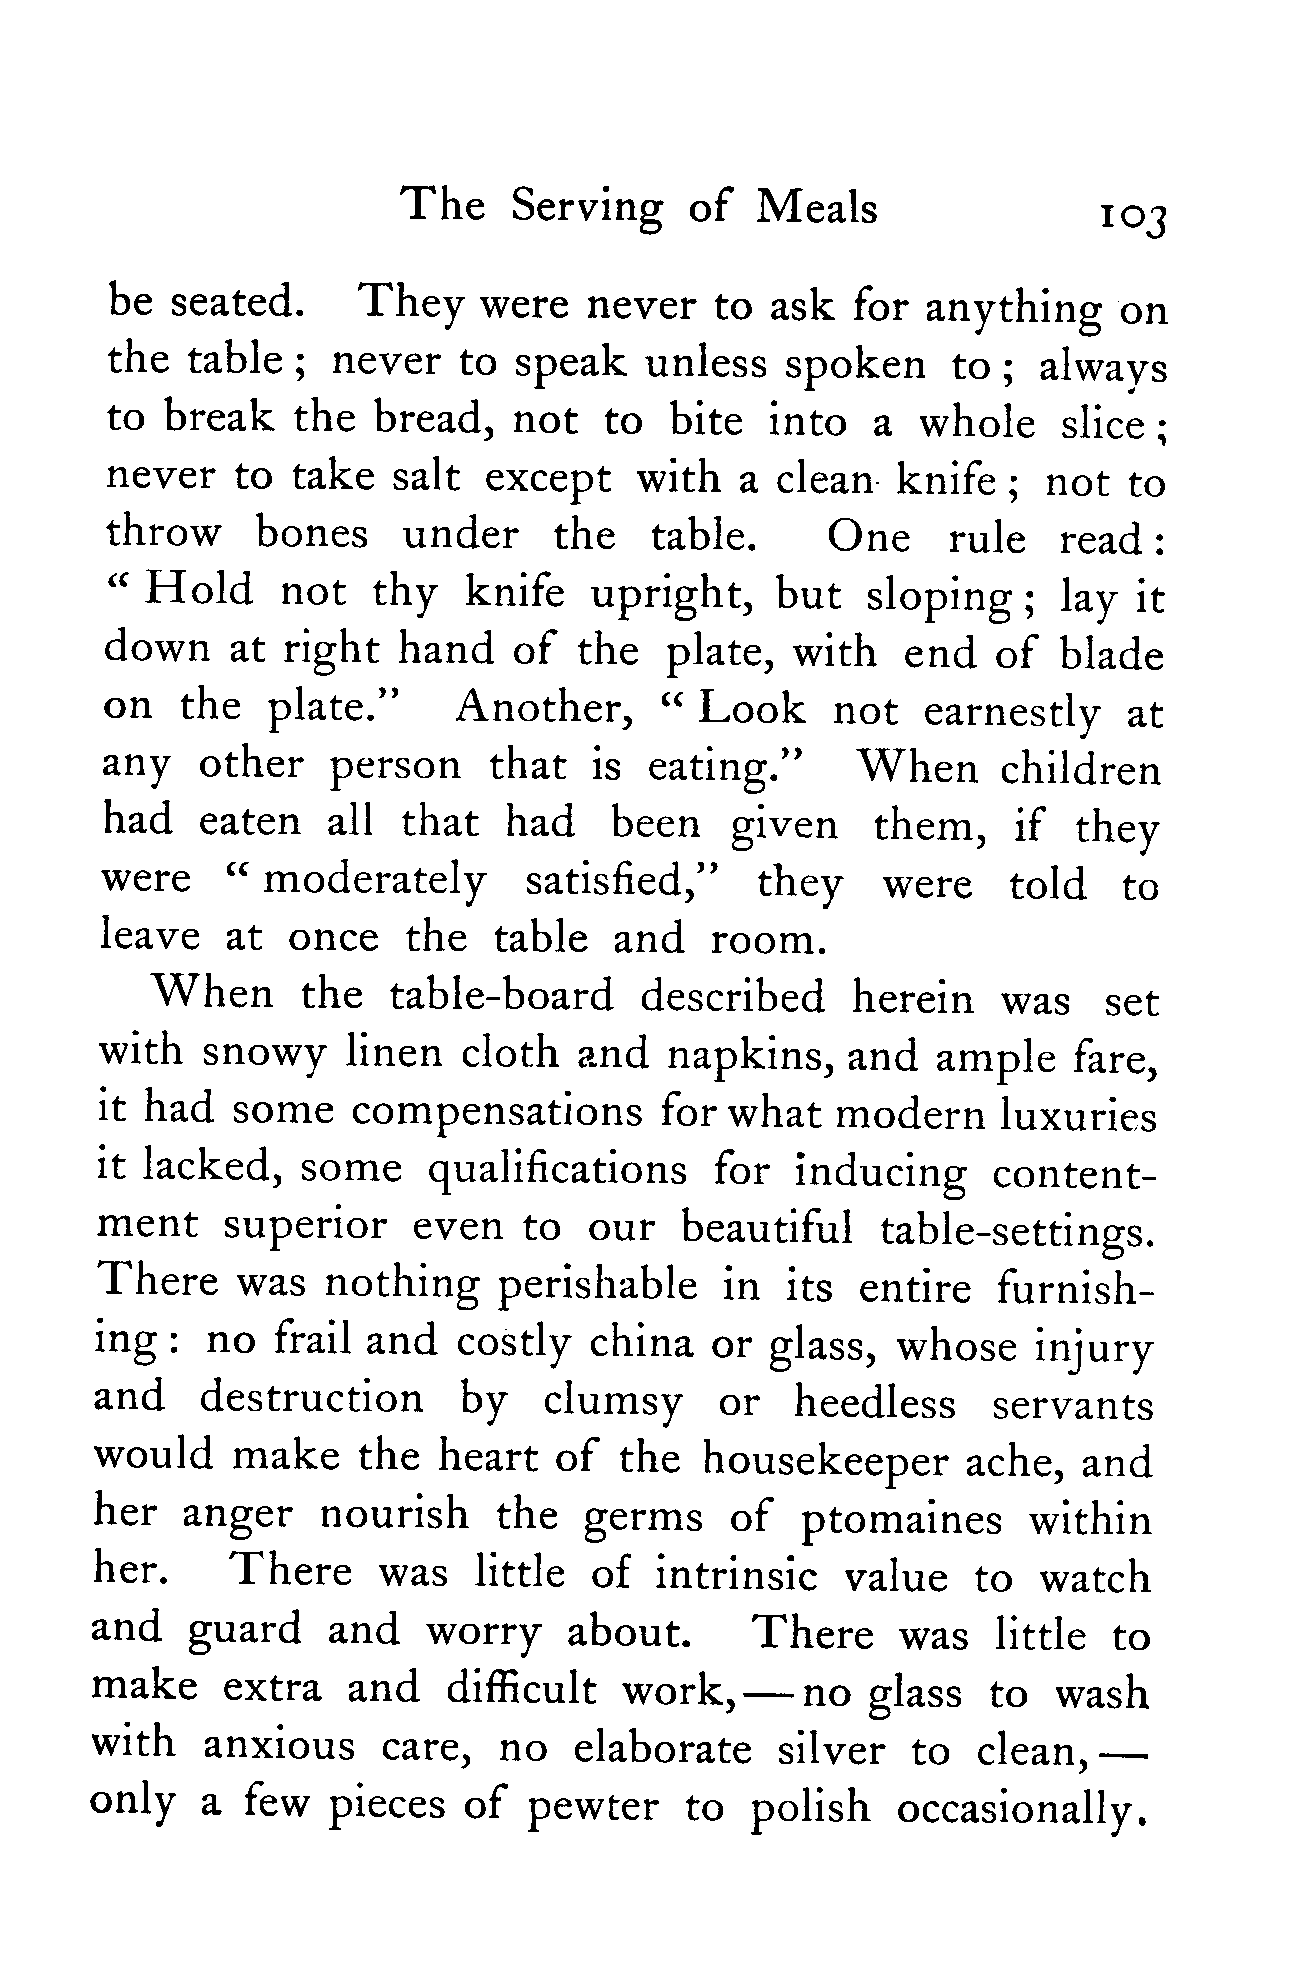 The Serving of Meals 103
be seated. They were never to ask for anything on
the table ; never to speak unless spoken to ; always
to break the bread, not to bite into a whole slice ;
never to take salt except with a clean knife ; not to
throw bones under the table. One rule read :
“ Hold not thy knife upright, but sloping ; lay it
down at right hand of the plate, with end of blade
on the plate.” Another, “ Look not earnestly at
any other person that is eating.” When children
had eaten all that had been given them, if they
were “ moderately satisfied,” they were told to
leave at once the table and room.
When the table-board described herein was set
with snowy linen cloth and napkins, and ample fare,
it had some compensations for what modern luxuries
it lacked, some qualifications for inducing content-
ment superior even to our beautiful table-settings.
There was nothing perishable in its entire furnish-
ing : no frail and costly china or glass, whose injury
and destruction by clumsy or heedless servants
would make the heart of the housekeeper ache, and
her anger nourish the germs of ptomaines within
her. There was little of intrinsic value to watch
and guard and worry about. There was little to
make extra and difficult work,—no glass to wash
with anxious care, no elaborate silver to clean,—
only a few pieces of pewter to polish occasionally.